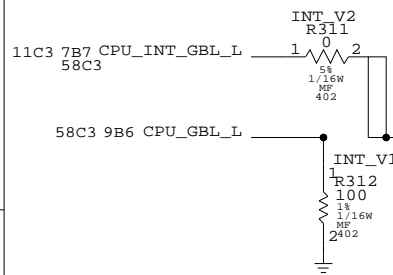 INT_V2
R311
11C3 7B7 CPU_INT_GBL_L 1 0 2
58C3
5%
1/16W
MF
402
58C3 9B6 CPU_GBL_L
INT_V1
1 R312
100
1%
1/16W
MF
2 402